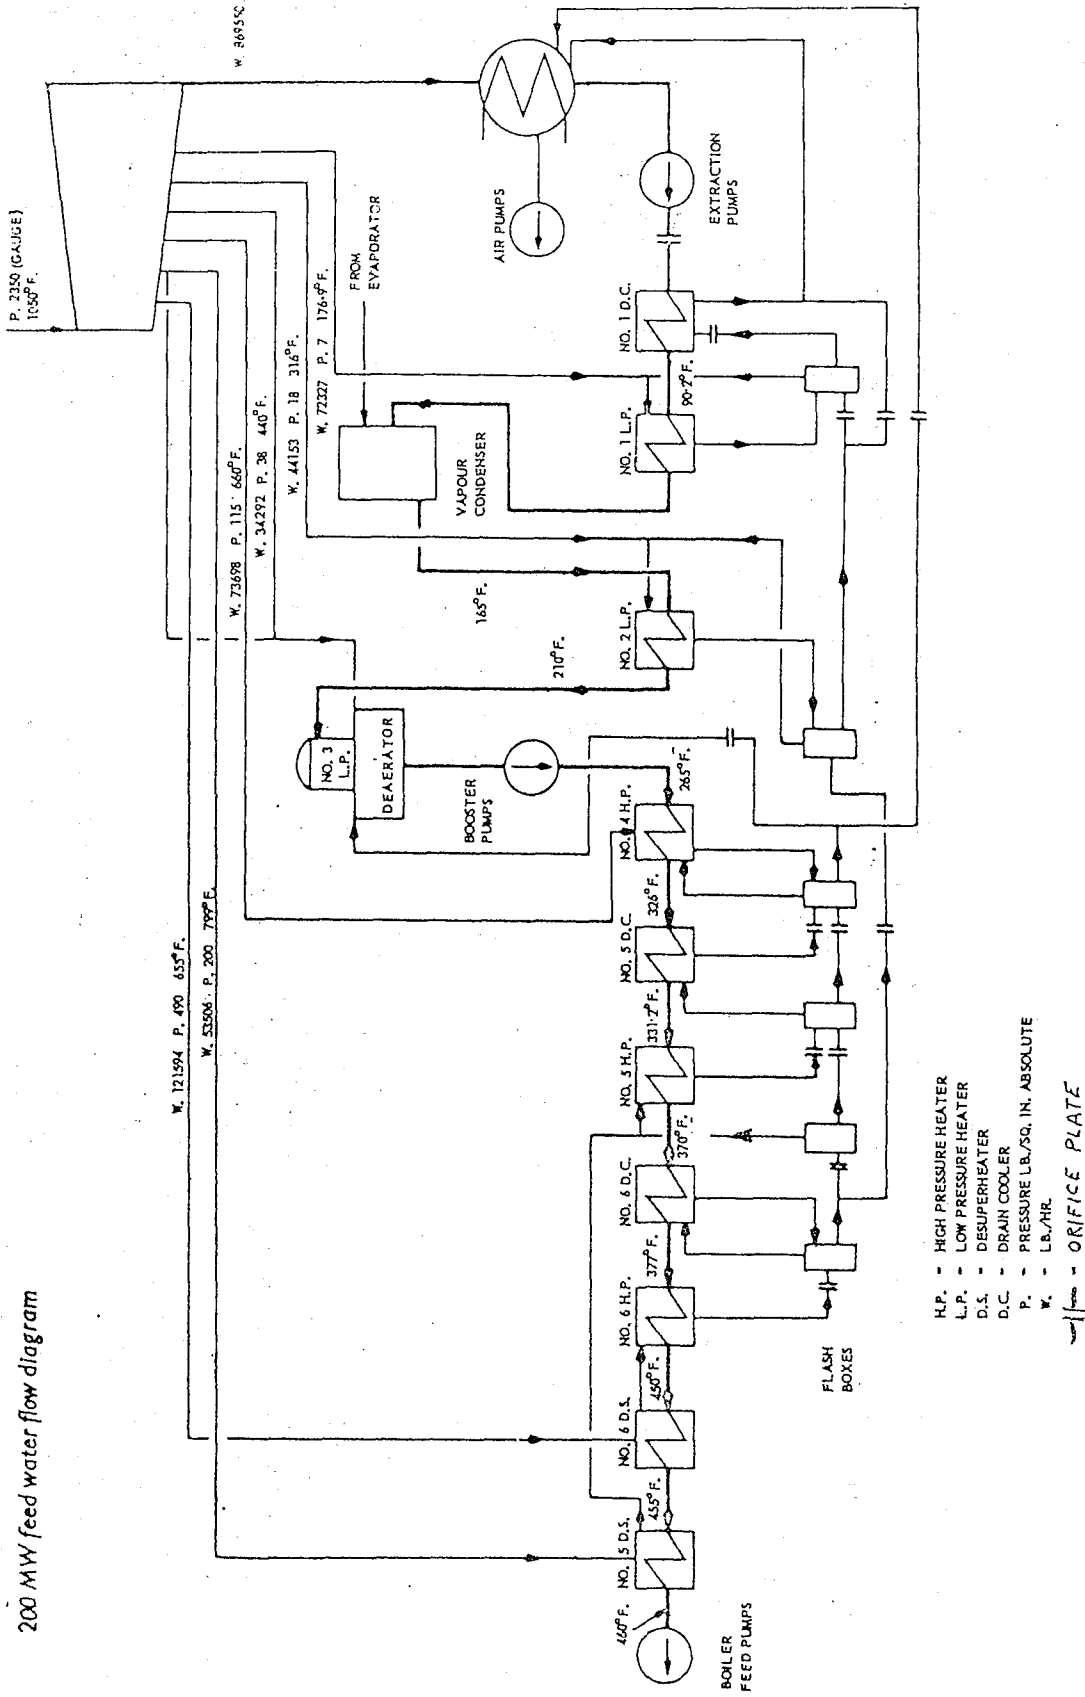 200 MW feed water flow diagram
P. 2350 (GAUGE)
1050°F.
W. 869550
W. 121594 P. 490 655°F.
W. 53506 P. 200 799°F.
W. 73698 P. 115 660°F.
W. 34292 P. 38 440°F.
W. 44153 P. 18 316°F.
W. 72327 P. 7 176·9°F.
FROM
EVAPORATOR
AIR PUMPS
EXTRACTION
PUMPS
VAPOUR
CONDENSER
NO. 1 D.C.
90·2°F.
NO. 1 L.P.
165°F.
NO. 2 L.P.
210°F.
NO. 3
L.P.
DEAERATOR
BOOSTER
PUMPS
265°F.
NO. 4 H.P.
326°F.
NO. 5 D.C.
331·2°F.
NO. 5 H.P.
370°F.
NO. 6 D.C.
377°F.
NO. 6 H.P.
450°F.
NO. 6 D.S.
455°F.
NO. 5 D.S.
460°F.
BOILER
FEED PUMPS
FLASH
BOXES
H.P. - HIGH PRESSURE HEATER
L.P. - LOW PRESSURE HEATER
D.S. - DESUPERHEATER
D.C. - DRAIN COOLER
P. - PRESSURE LB./SQ. IN. ABSOLUTE
W. - LB./HR.
- ORIFICE PLATE